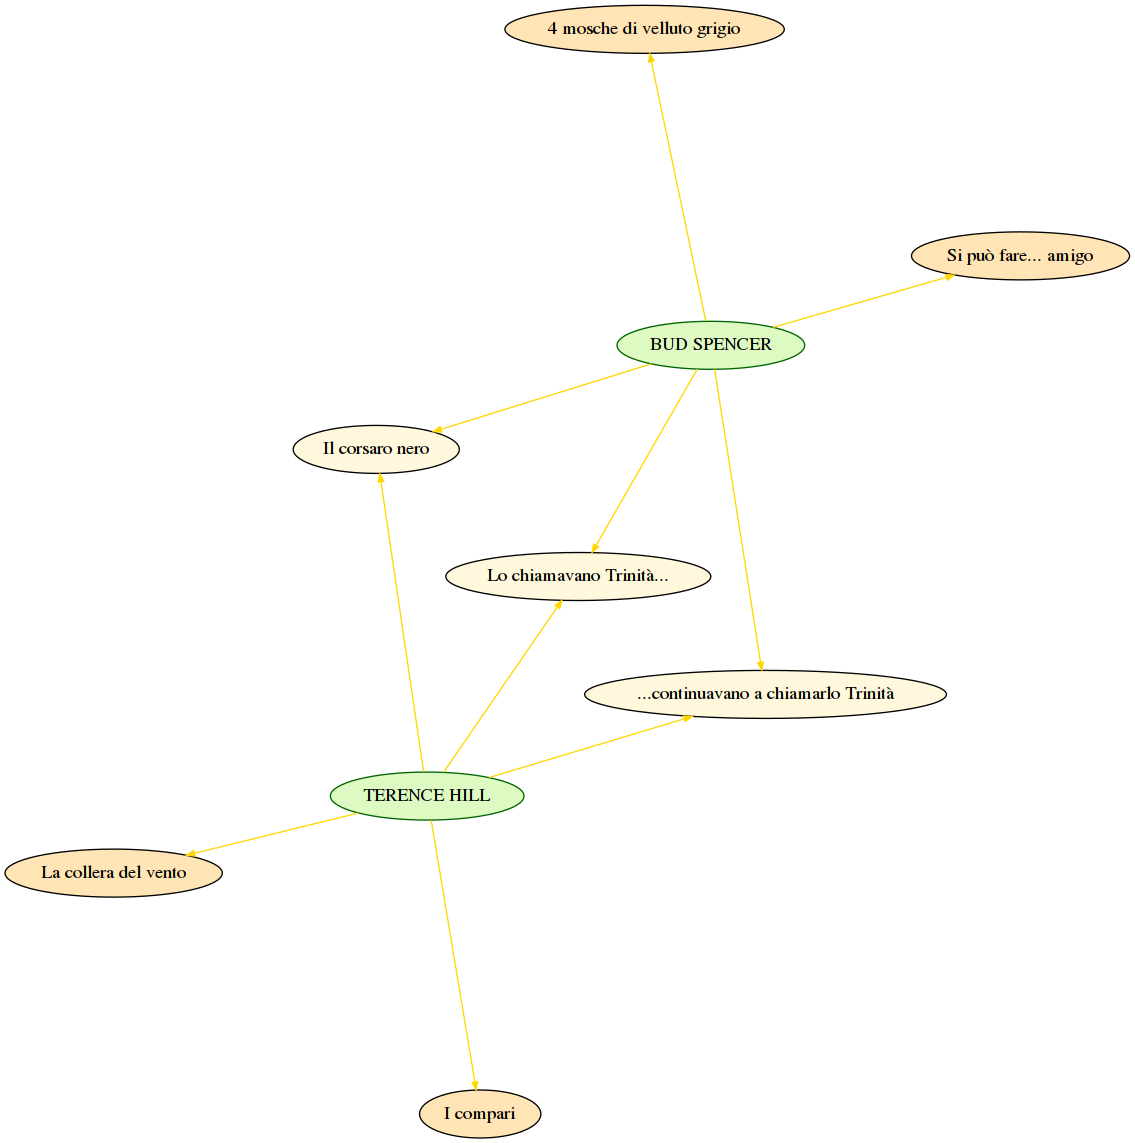 4 mosche di velluto grigio
Si può fare... amigo
BUD SPENCER
Il corsaro nero
Lo chiamavano Trinità...
...continuavano a chiamarlo Trinità
TERENCE HILL
La collera del vento
I compari